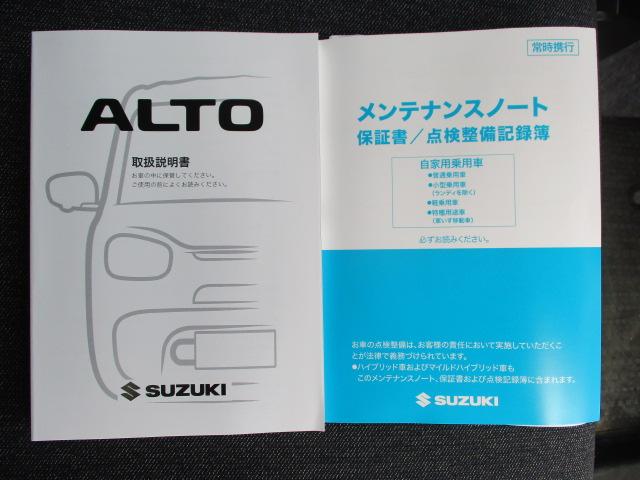 ALTO
取扱説明書
お車の中に保管してください。
ご使用の前によくお読みください。
SUZUKI
常時携行
メンテナンスノート
保証書／点検整備記録簿
自家用乗用車
●普通乗用車
●小型乗用車
(ランディを除く)
●軽乗用車
●特種用途車
(車いす移動車)
必ずお読みください。
お車の点検整備は、お客様の責任において実施していただくこ
とが法律で義務づけられています。
●ハイブリッド車およびマイルドハイブリッド車も
このメンテナンスノート、保証書および点検記録簿に含まれます。
SUZUKI